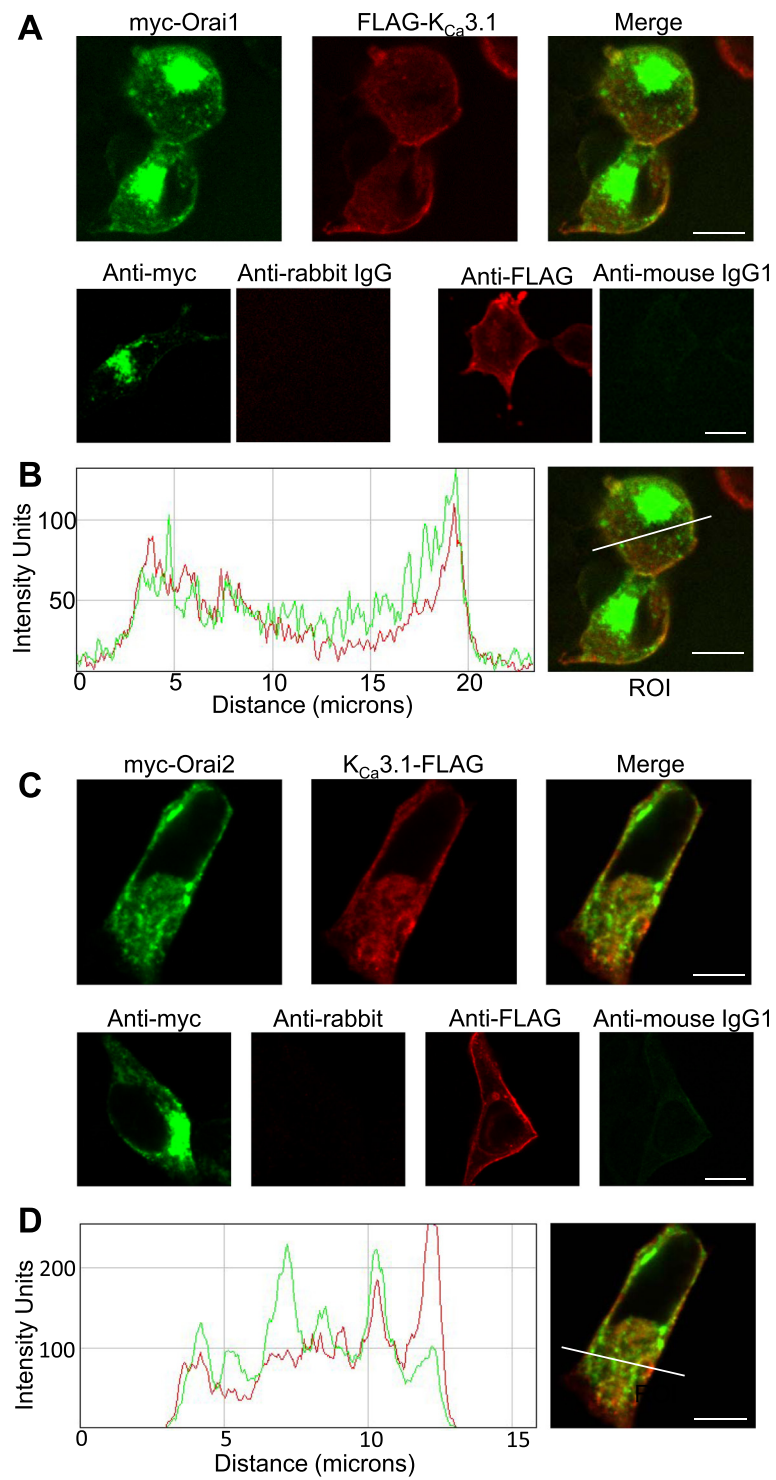 A
myc-Orai1 FLAG-KCa3.1 Merge
Anti-myc Anti-rabbit IgG Anti-FLAG Anti-mouse IgG1
B
Intensity Units
100
50
0 5 10 15 20
Distance (microns)
ROI
C
myc-Orai2 KCa3.1-FLAG Merge
Anti-myc Anti-rabbit Anti-FLAG Anti-mouse IgG1
D
Intensity Units
200
100
0 5 10 15
Distance (microns)